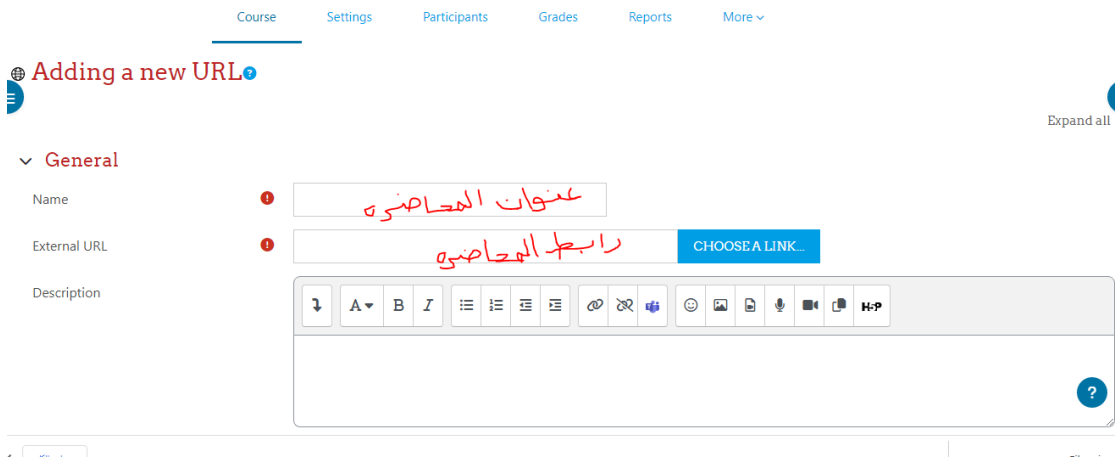 Course Settings Participants Grades Reports More
Adding a new URL
Expand all
General
Name عنوان المحاضره
External URL رابط المحاضره CHOOSE A LINK...
Description
A B I H-P
?